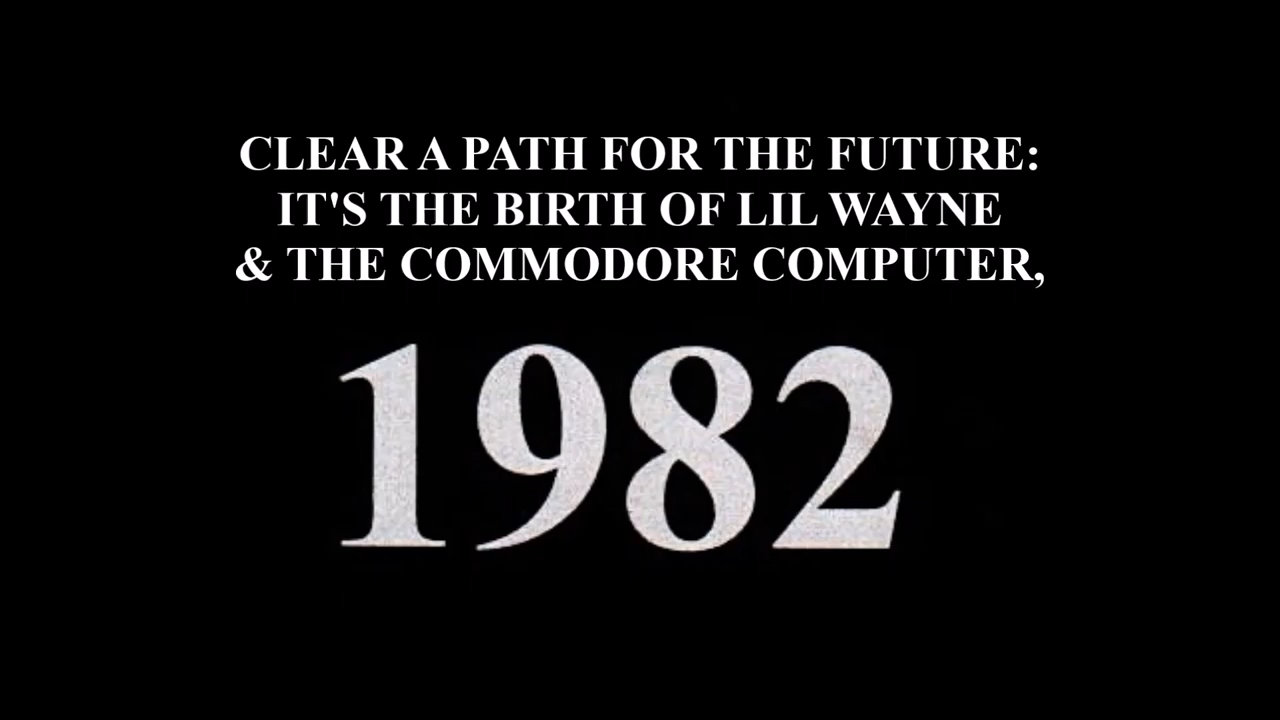 CLEAR A PATH FOR THE FUTURE:
IT'S THE BIRTH OF LIL WAYNE
& THE COMMODORE COMPUTER,
1982